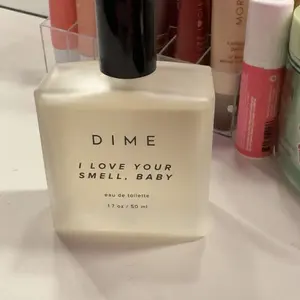 DIME
I LOVE YOUR
SMELL, BABY
eau de toilette
1.7 oz / 50 ml